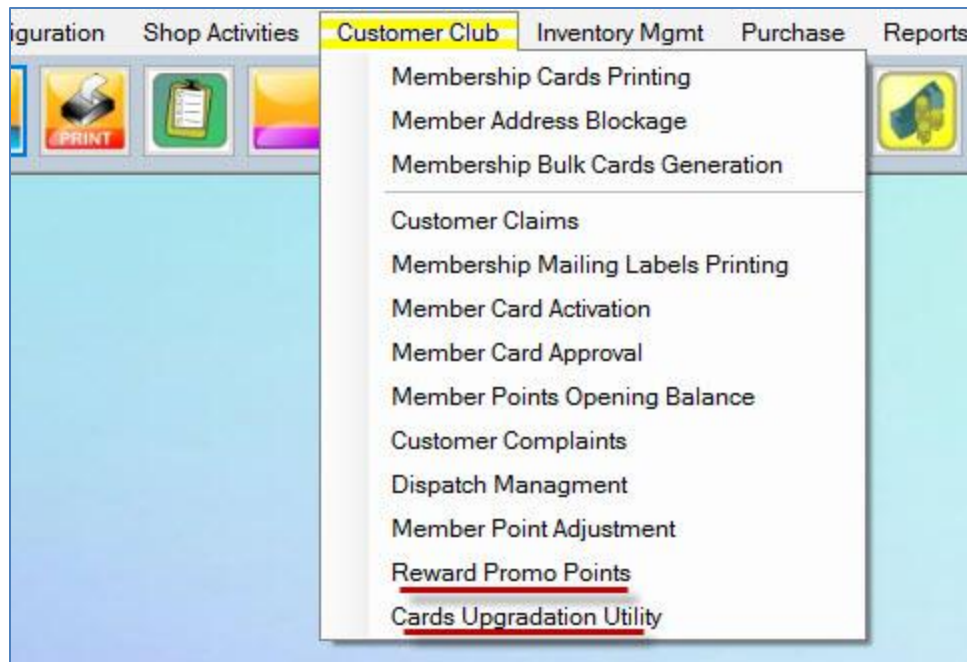 iguration Shop Activities Customer Club Inventory Mgmt Purchase Reports
PRINT
Membership Cards Printing
Member Address Blockage
Membership Bulk Cards Generation
Customer Claims
Membership Mailing Labels Printing
Member Card Activation
Member Card Approval
Member Points Opening Balance
Customer Complaints
Dispatch Managment
Member Point Adjustment
Reward Promo Points
Cards Upgradation Utility